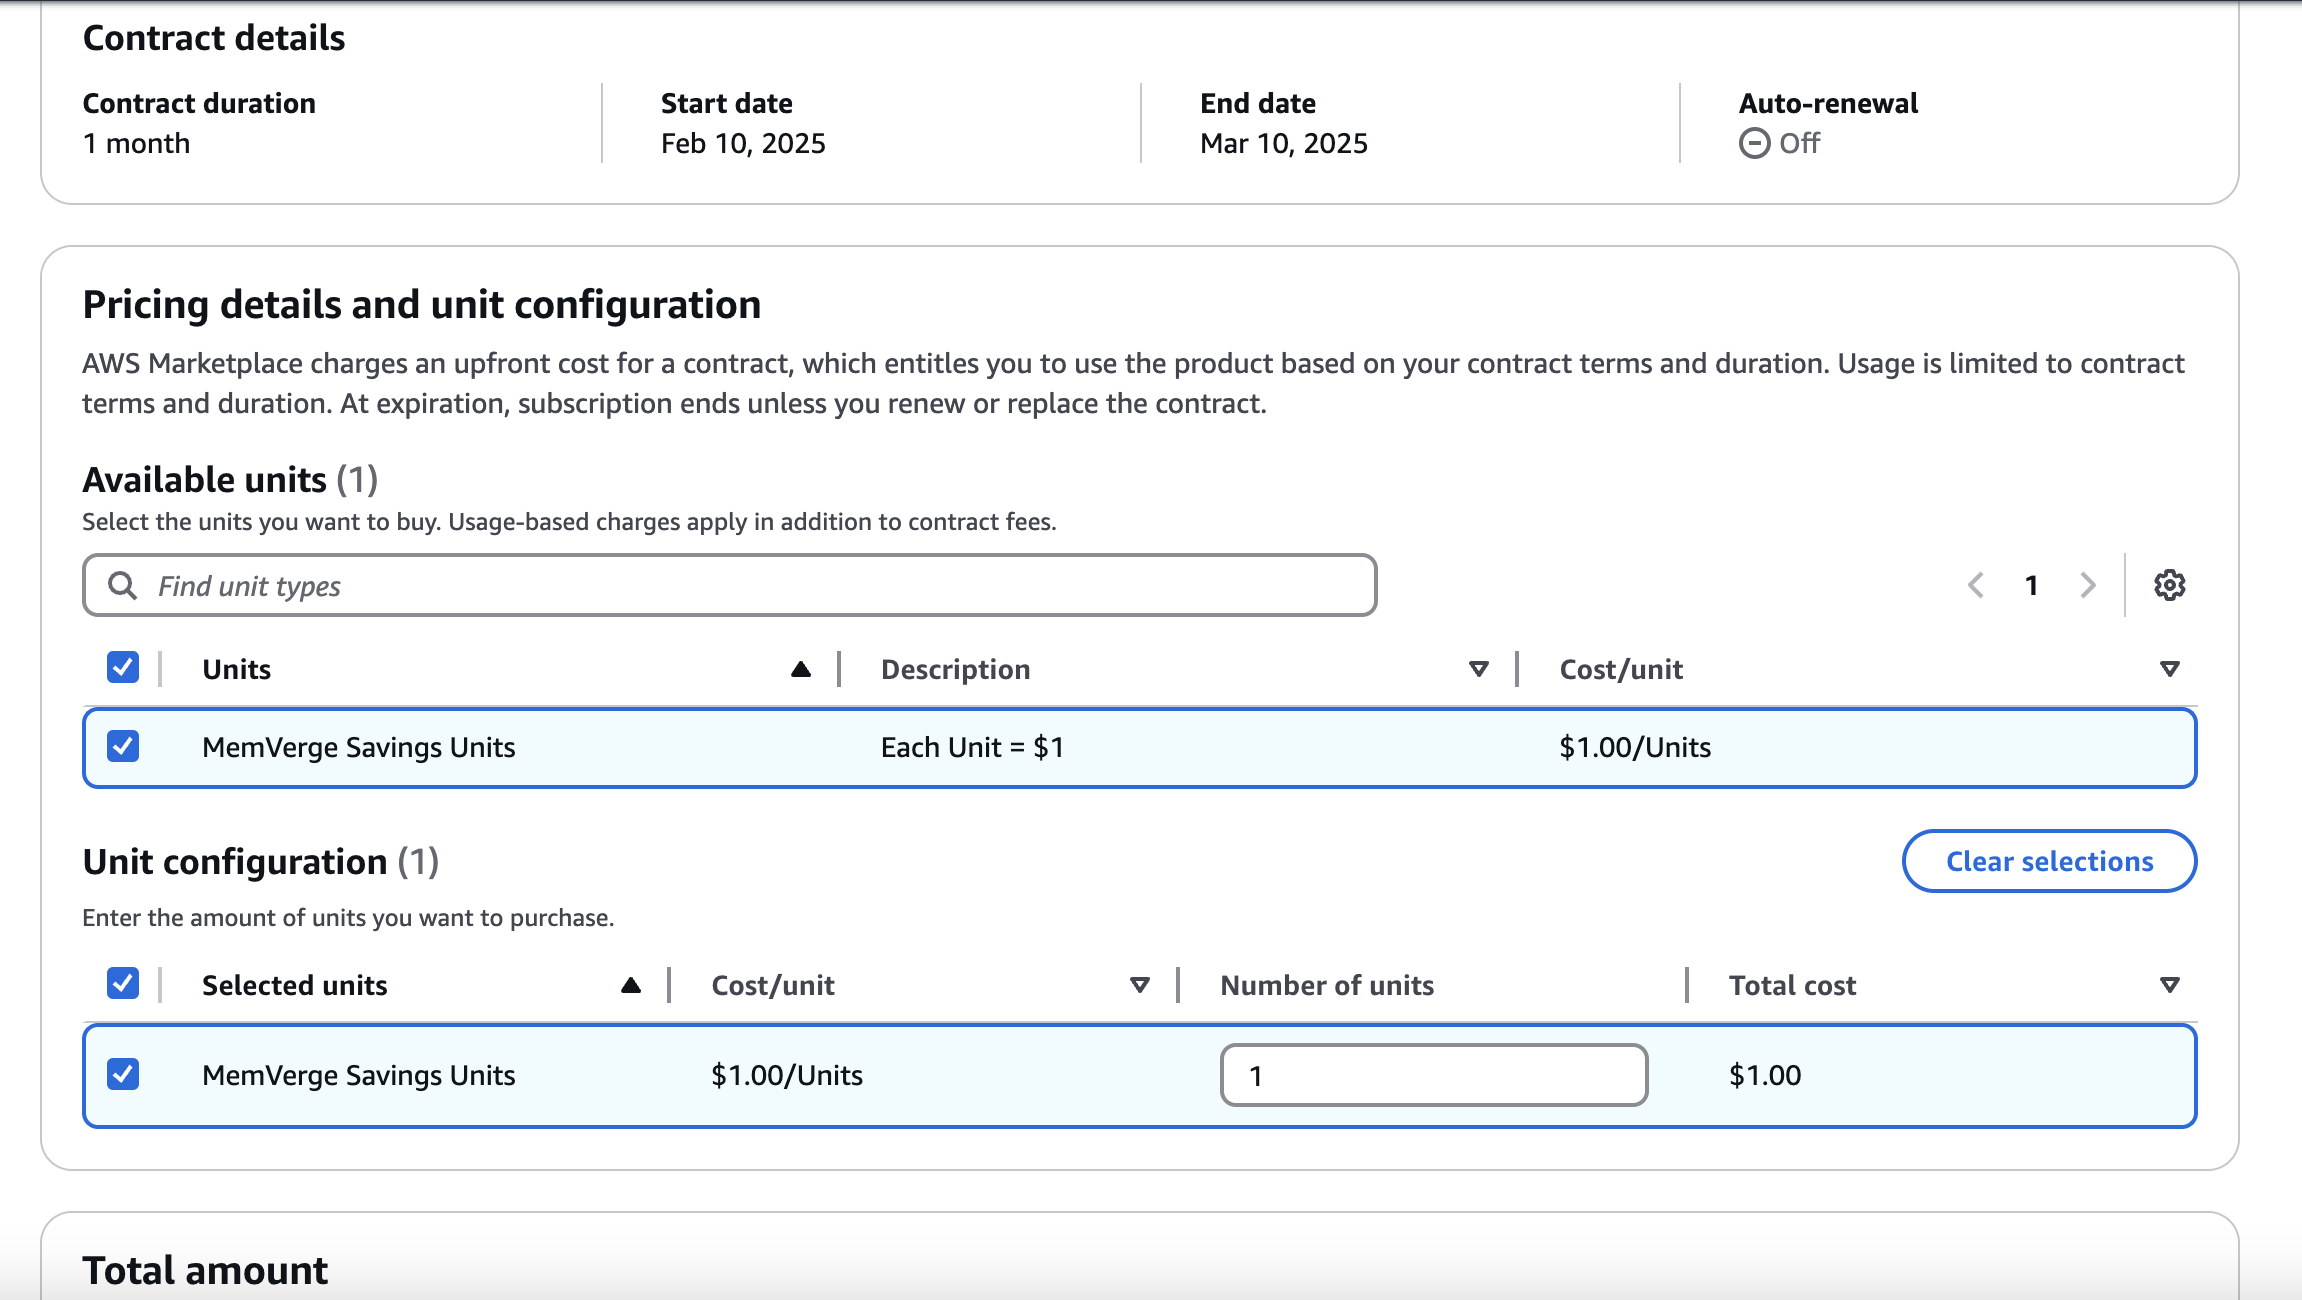 Contract details
Contract duration
1 month
Start date
Feb 10, 2025
End date
Mar 10, 2025
Auto-renewal
Off
Pricing details and unit configuration
AWS Marketplace charges an upfront cost for a contract, which entitles you to use the product based on your contract terms and duration. Usage is limited to contract
terms and duration. At expiration, subscription ends unless you renew or replace the contract.
Available units (1)
Select the units you want to buy. Usage-based charges apply in addition to contract fees.
Find unit types
1
Units
Description
Cost/unit
MemVerge Savings Units
Each Unit = $1
$1.00/Units
Unit configuration (1)
Clear selections
Enter the amount of units you want to purchase.
Selected units
Cost/unit
Number of units
Total cost
MemVerge Savings Units
$1.00/Units
1
$1.00
Total amount